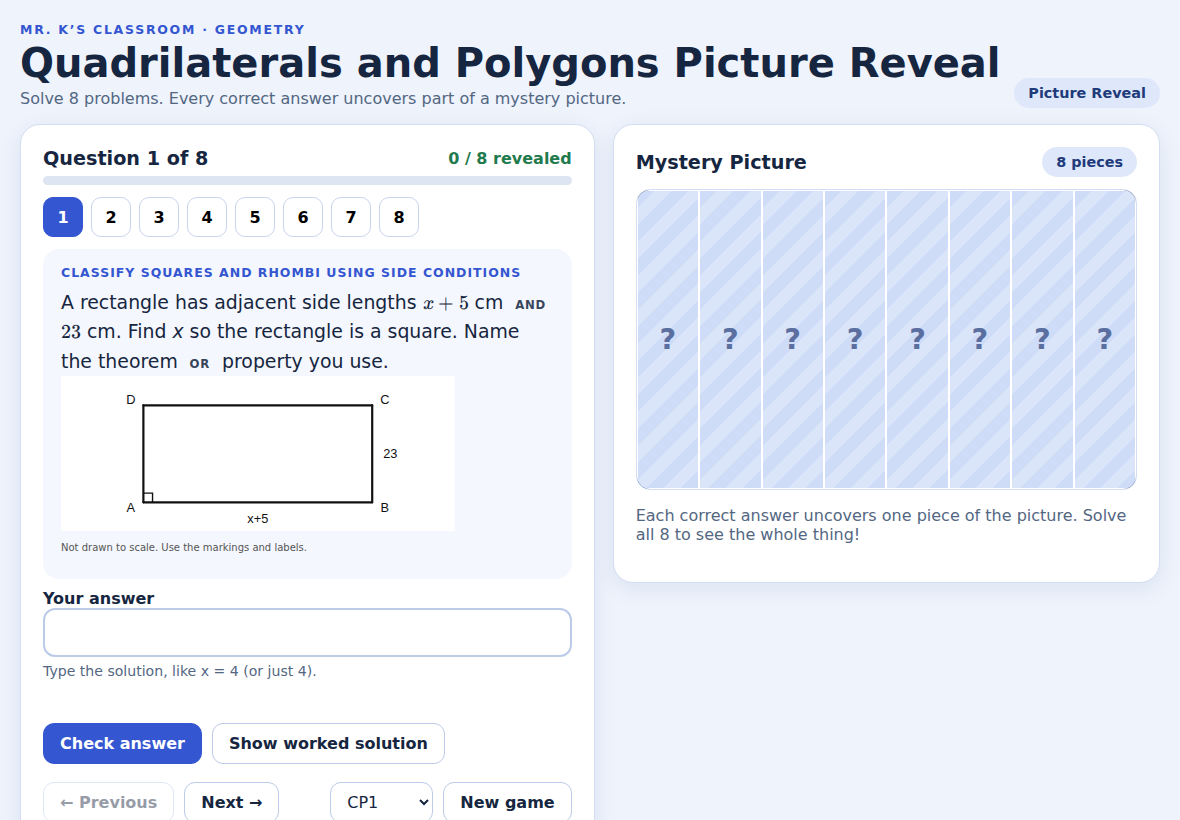 MR. K’S CLASSROOM · GEOMETRY
Quadrilaterals and Polygons Picture Reveal
Solve 8 problems. Every correct answer uncovers part of a mystery picture.
Picture Reveal
Question 1 of 8
0 / 8 revealed
1 2 3 4 5 6 7 8
CLASSIFY SQUARES AND RHOMBI USING SIDE CONDITIONS
A rectangle has adjacent side lengths x + 5 cm AND
23 cm. Find x so the rectangle is a square. Name
the theorem OR property you use.
D
C
23
A
B
x+5
Not drawn to scale. Use the markings and labels.
Your answer
Type the solution, like x = 4 (or just 4).
Check answer
Show worked solution
← Previous
Next →
CP1
New game
Mystery Picture
8 pieces
? ? ? ? ? ? ? ?
Each correct answer uncovers one piece of the picture. Solve
all 8 to see the whole thing!